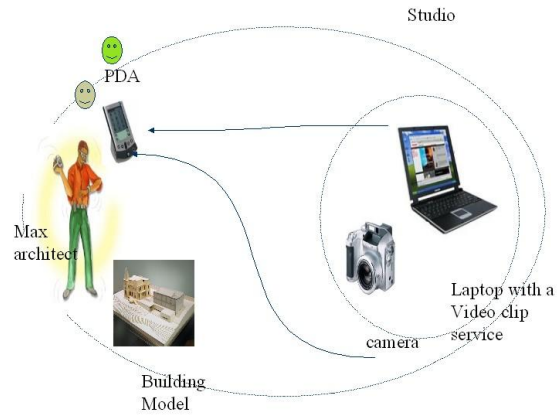 Studio
PDA
Max
architect
Laptop with a
Video clip
service
camera
Building
Model